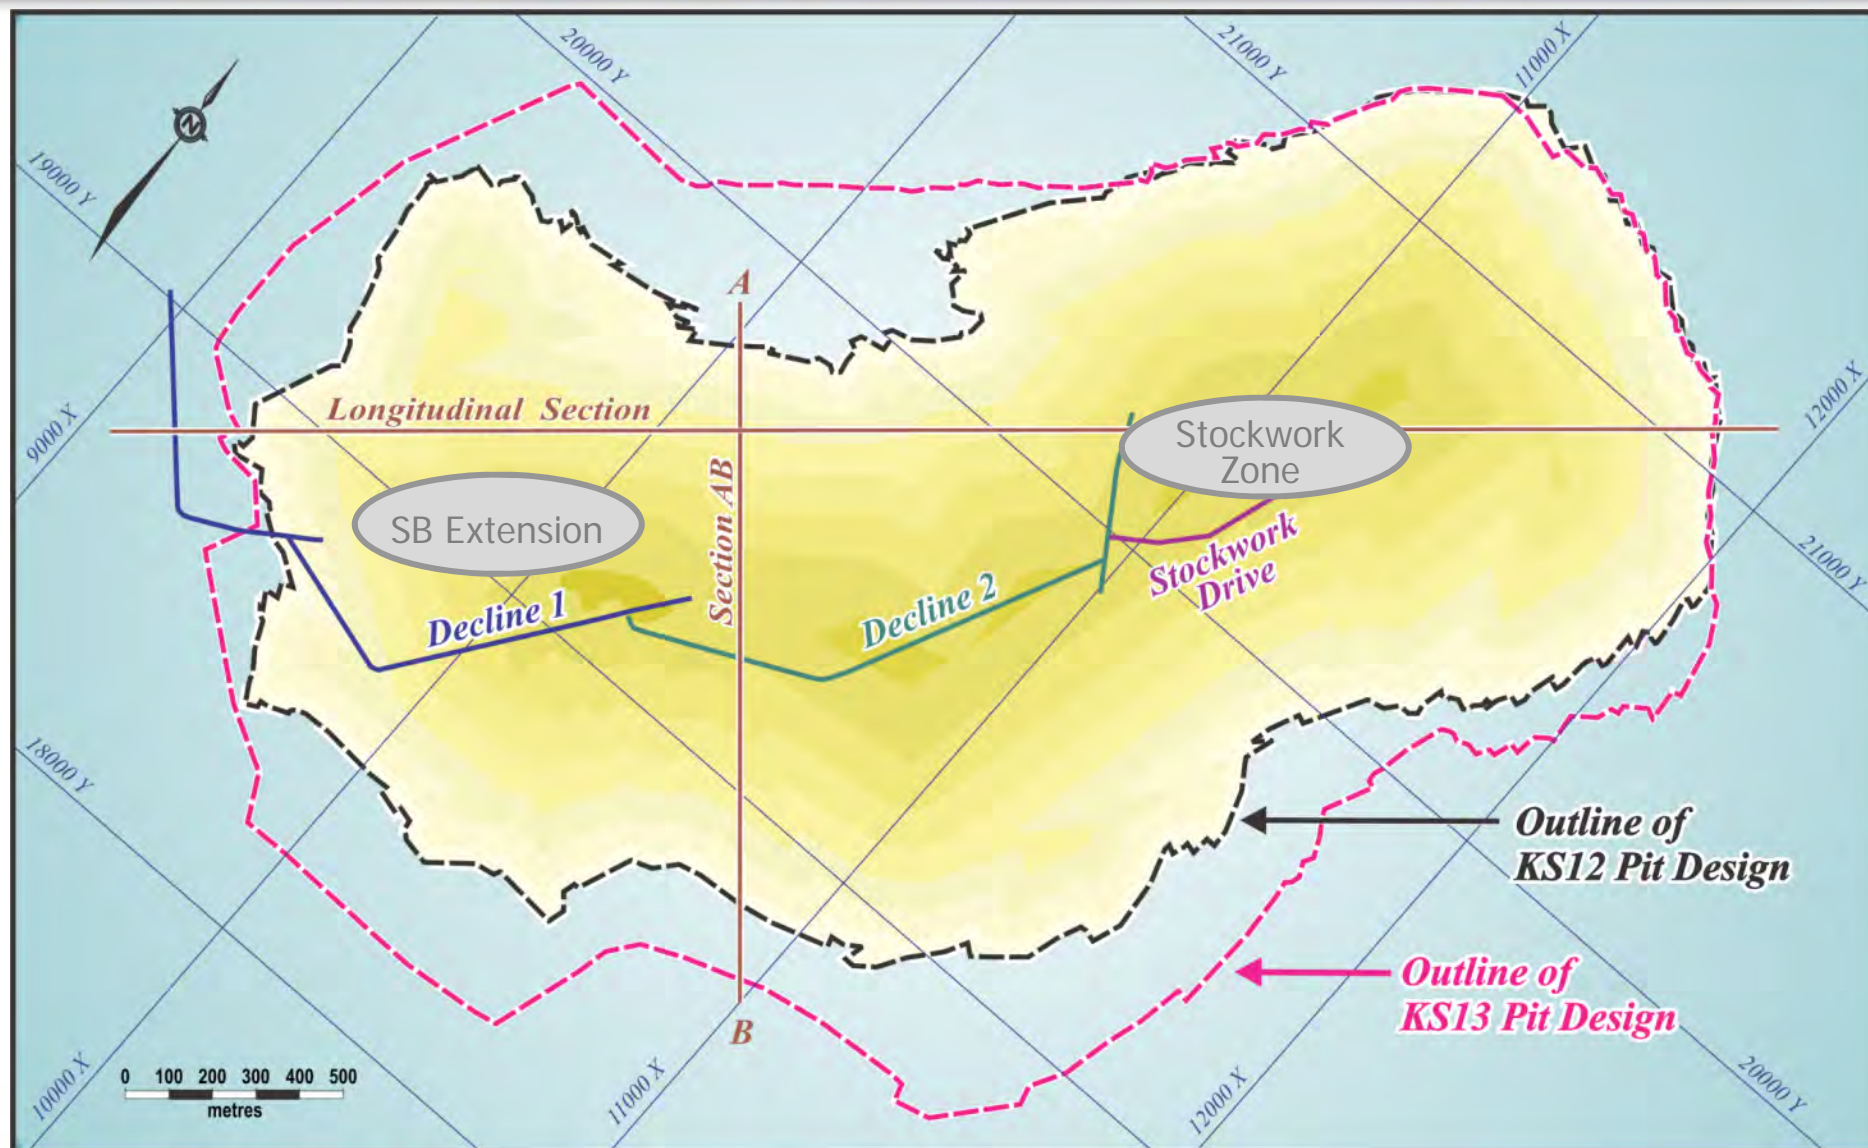 20000 Y
21000 Y
11000 X
N
19000 Y
A
9000 X
Longitudinal Section
12000 X
Stockwork
Zone
SB Extension
Section AB
Stockwork
Drive
21000 Y
Decline 1
Decline 2
18000 Y
Outline of
KS12 Pit Design
Outline of
KS13 Pit Design
B
10000 X
11000 X
12000 X
20000 Y
0 100 200 300 400 500
metres